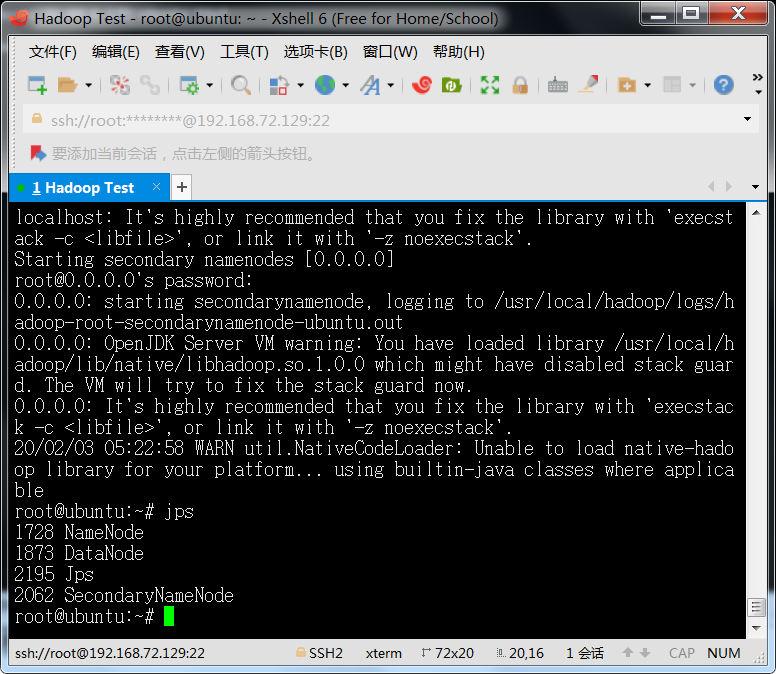 Hadoop Test - root@ubuntu: ~ - Xshell 6 (Free for Home/School)
文件(F) 编辑(E) 查看(V) 工具(T) 选项卡(B) 窗口(W) 帮助(H)
ssh://root:********@192.168.72.129:22
要添加当前会话，点击左侧的箭头按钮。
1 Hadoop Test
localhost: It's highly recommended that you fix the library with 'execst
ack -c <libfile>', or link it with '-z noexecstack'.
Starting secondary namenodes [0.0.0.0]
root@0.0.0.0's password:
0.0.0.0: starting secondarynamenode, logging to /usr/local/hadoop/logs/h
adoop-root-secondarynamenode-ubuntu.out
0.0.0.0: OpenJDK Server VM warning: You have loaded library /usr/local/h
adoop/lib/native/libhadoop.so.1.0.0 which might have disabled stack guar
d. The VM will try to fix the stack guard now.
0.0.0.0: It's highly recommended that you fix the library with 'execstac
k -c <libfile>', or link it with '-z noexecstack'.
20/02/03 05:22:58 WARN util.NativeCodeLoader: Unable to load native-hado
op library for your platform... using builtin-java classes where applica
ble
root@ubuntu:~# jps
1728 NameNode
1873 DataNode
2195 Jps
2062 SecondaryNameNode
root@ubuntu:~#
ssh://root@192.168.72.129:22 SSH2 xterm 72x20 20,16 1 会话 CAP NUM